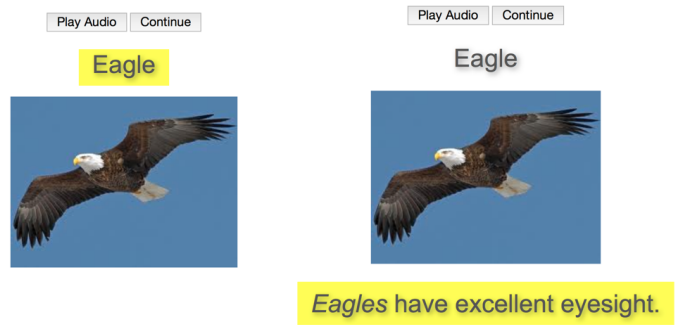 Play Audio Continue
Eagle
Play Audio Continue
Eagle
Eagles have excellent eyesight.